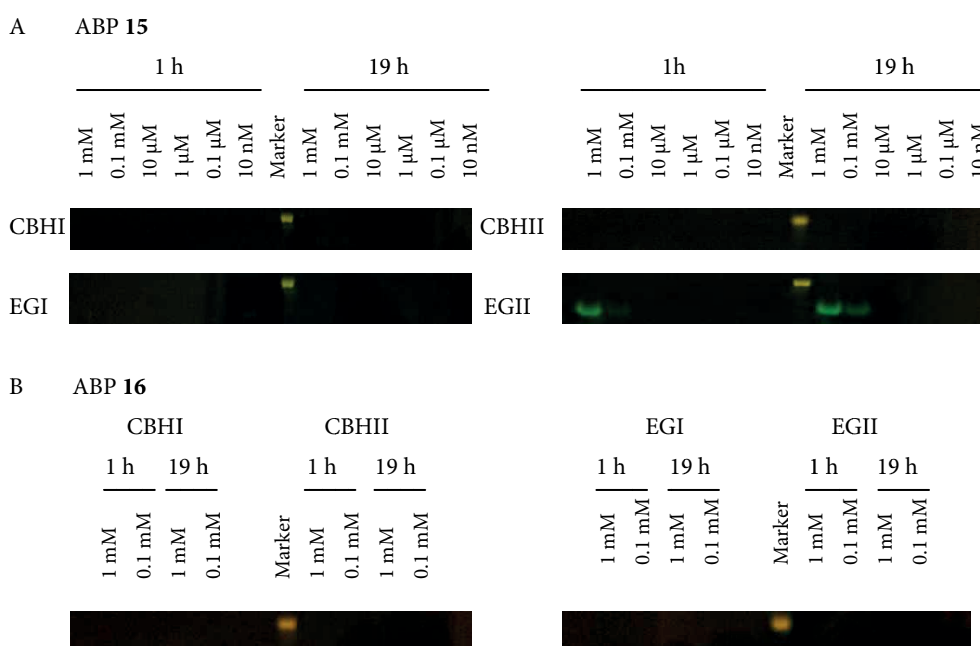 A ABP 15
1 h 19 h 1h 19 h
1 mM 0.1 mM 10 µM 1 µM 0.1 µM 10 nM Marker 1 mM 0.1 mM 10 µM 1 µM 0.1 µM 10 nM 1 mM 0.1 mM 10 µM 1 µM 0.1 µM 10 nM Marker 1 mM 0.1 mM 10 µM 1 µM 0.1 µM 10 nM
CBHI CBHII
EGI EGII
B ABP 16
CBHI CBHII EGI EGII
1 h 19 h 1 h 19 h 1 h 19 h 1 h 19 h
1 mM 0.1 mM 1 mM 0.1 mM Marker 1 mM 0.1 mM 1 mM 0.1 mM 1 mM 0.1 mM 1 mM 0.1 mM Marker 1 mM 0.1 mM 1 mM 0.1 mM